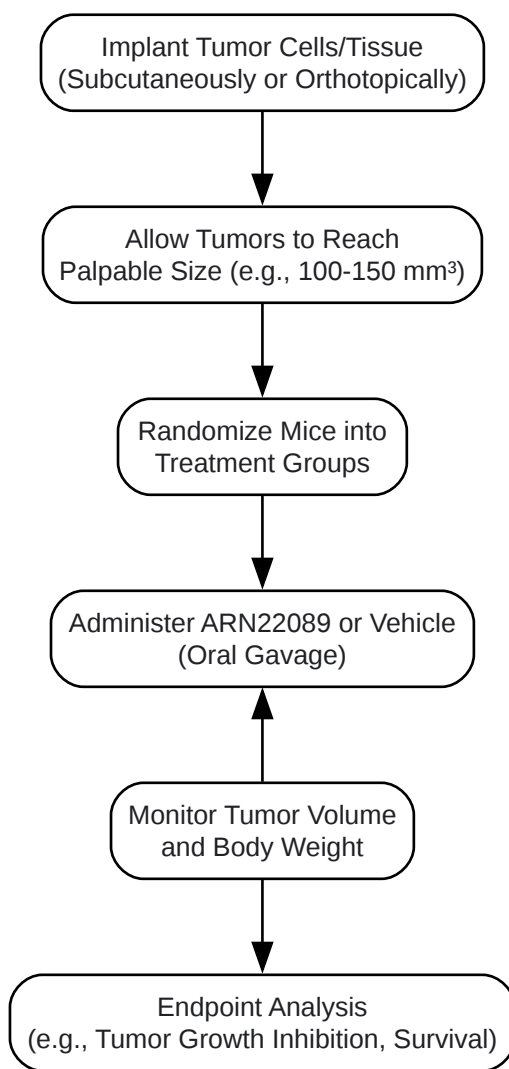 Implant Tumor Cells/Tissue
(Subcutaneously or Orthotopically)
Allow Tumors to Reach
Palpable Size (e.g., 100-150 mm³)
Randomize Mice into
Treatment Groups
Administer ARN22089 or Vehicle
(Oral Gavage)
Monitor Tumor Volume
and Body Weight
Endpoint Analysis
(e.g., Tumor Growth Inhibition, Survival)